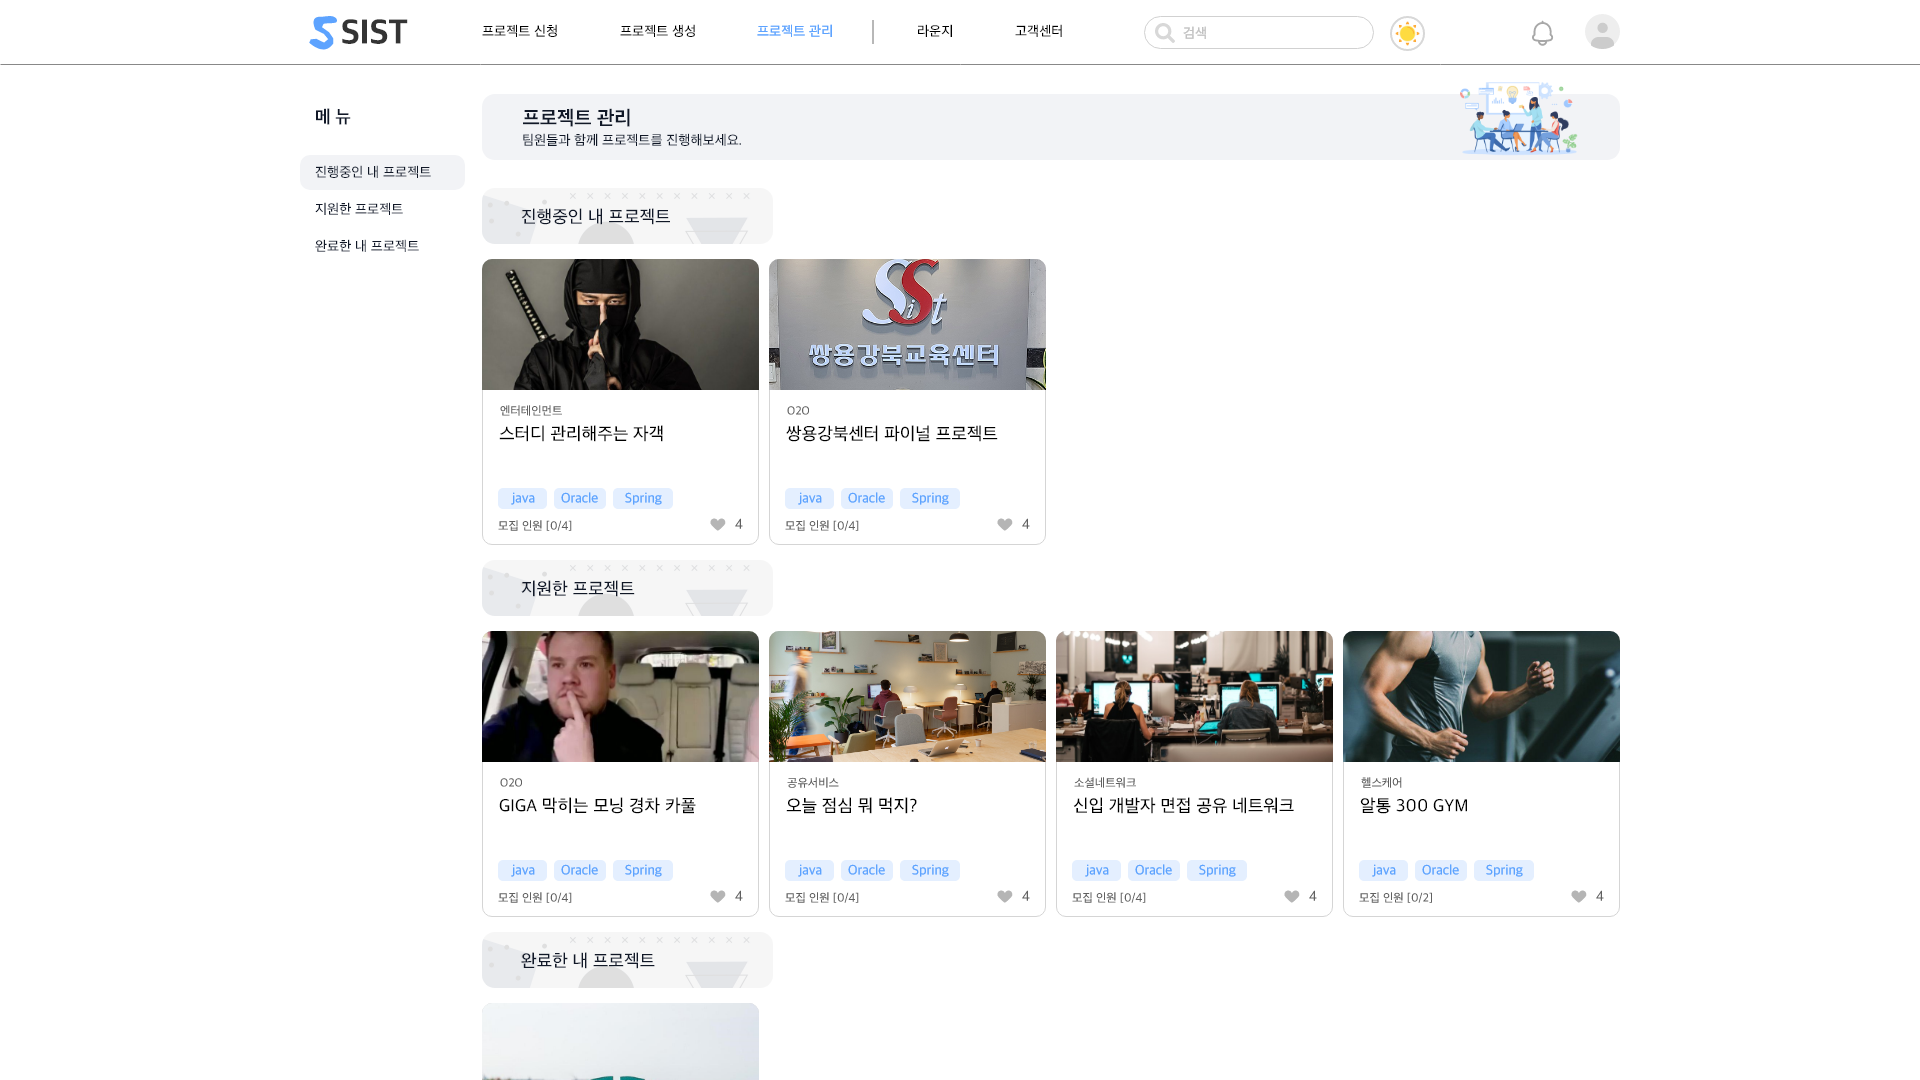 SIST
프로젝트 신청
프로젝트 생성
프로젝트 관리
라운지
고객센터
검색
메 뉴
진행중인 내 프로젝트
지원한 프로젝트
완료한 내 프로젝트
프로젝트 관리
팀원들과 함께 프로젝트를 진행해보세요.
진행중인 내 프로젝트
엔터테인먼트
스터디 관리해주는 자객
java Oracle Spring
모집 인원 [0/4] 4
SSist
쌍용강북교육센터
O2O
쌍용강북센터 파이널 프로젝트
java Oracle Spring
모집 인원 [0/4] 4
지원한 프로젝트
O2O
GIGA 막히는 모닝 경차 카풀
java Oracle Spring
모집 인원 [0/4] 4
공유서비스
오늘 점심 뭐 먹지?
java Oracle Spring
모집 인원 [0/4] 4
소셜네트워크
신입 개발자 면접 공유 네트워크
java Oracle Spring
모집 인원 [0/4] 4
헬스케어
알통 300 GYM
java Oracle Spring
모집 인원 [0/2] 4
완료한 내 프로젝트